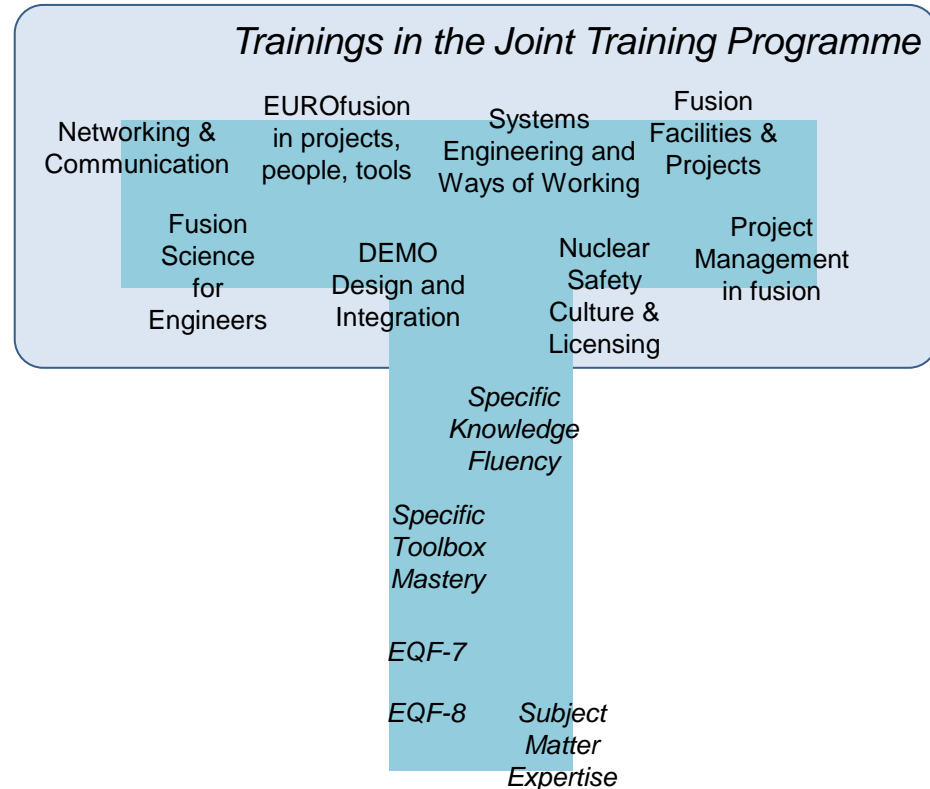 Trainings in the Joint Training Programme
Networking &
Communication
EUROfusion
in projects,
people, tools
Systems
Engineering and
Ways of Working
Fusion
Facilities &
Projects
Fusion
Science
for
Engineers
DEMO
Design and
Integration
Nuclear
Safety
Culture &
Licensing
Project
Management
in fusion
Specific
Knowledge
Fluency
Specific
Toolbox
Mastery
EQF-7
EQF-8
Subject
Matter
Expertise